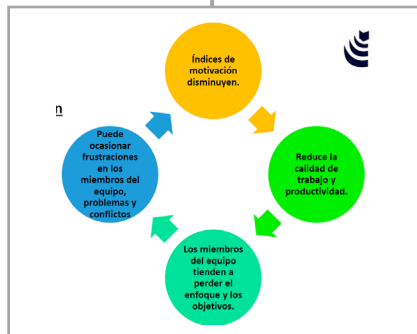 Índices de
motivación
disminuyen.
n
Puede
ocasionar
frustraciones
en los
miembros del
equipo,
problemas y
conflictos
Reduce la
calidad de
trabajo y
productividad.
Los miembros
del equipo
tienden a
perder el
enfoque y los
objetivos.